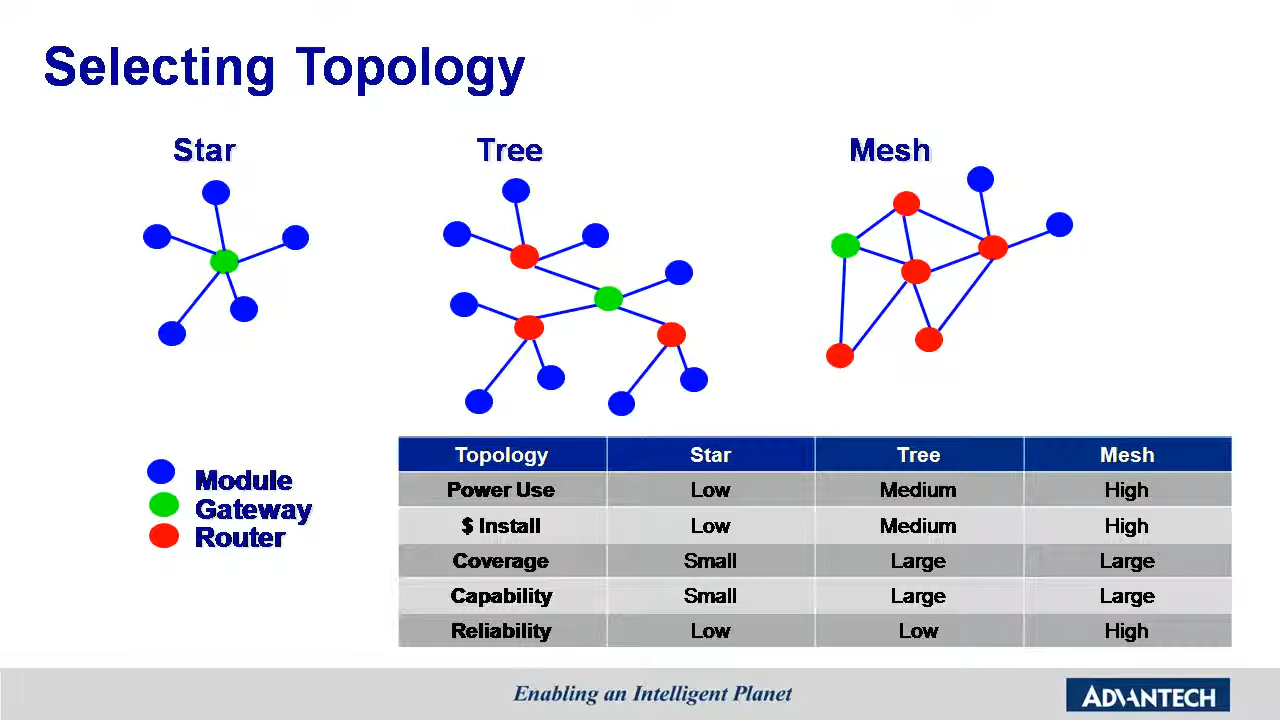 Selecting Topology
Star
Tree
Mesh
Module
Gateway
Router
Topology Star Tree Mesh
Power Use Low Medium High
$ Install Low Medium High
Coverage Small Large Large
Capability Small Large Large
Reliability Low Low High
Enabling an Intelligent Planet
ADVANTECH